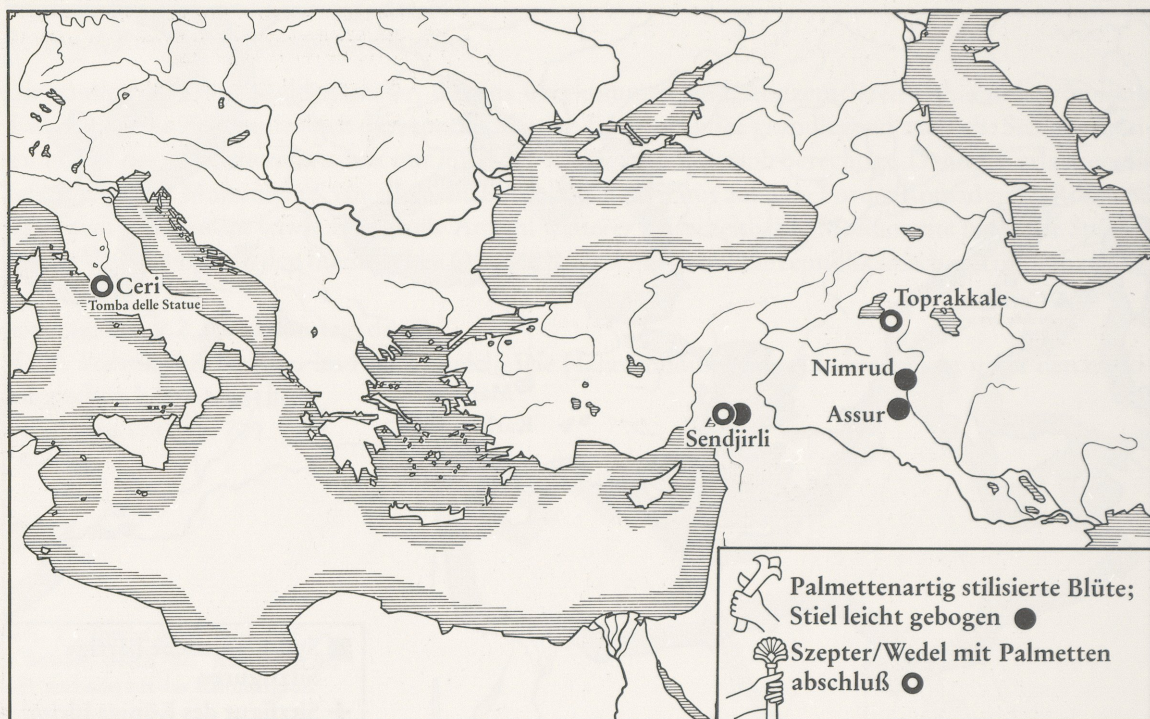 Ceri
Tomba delle Statue
Toprakkale
Nimrud
Assur
Sendjirli
Palmettenartig stilisierte Blüte;
Stiel leicht gebogen
Szepter/Wedel mit Palmetten
abschluß